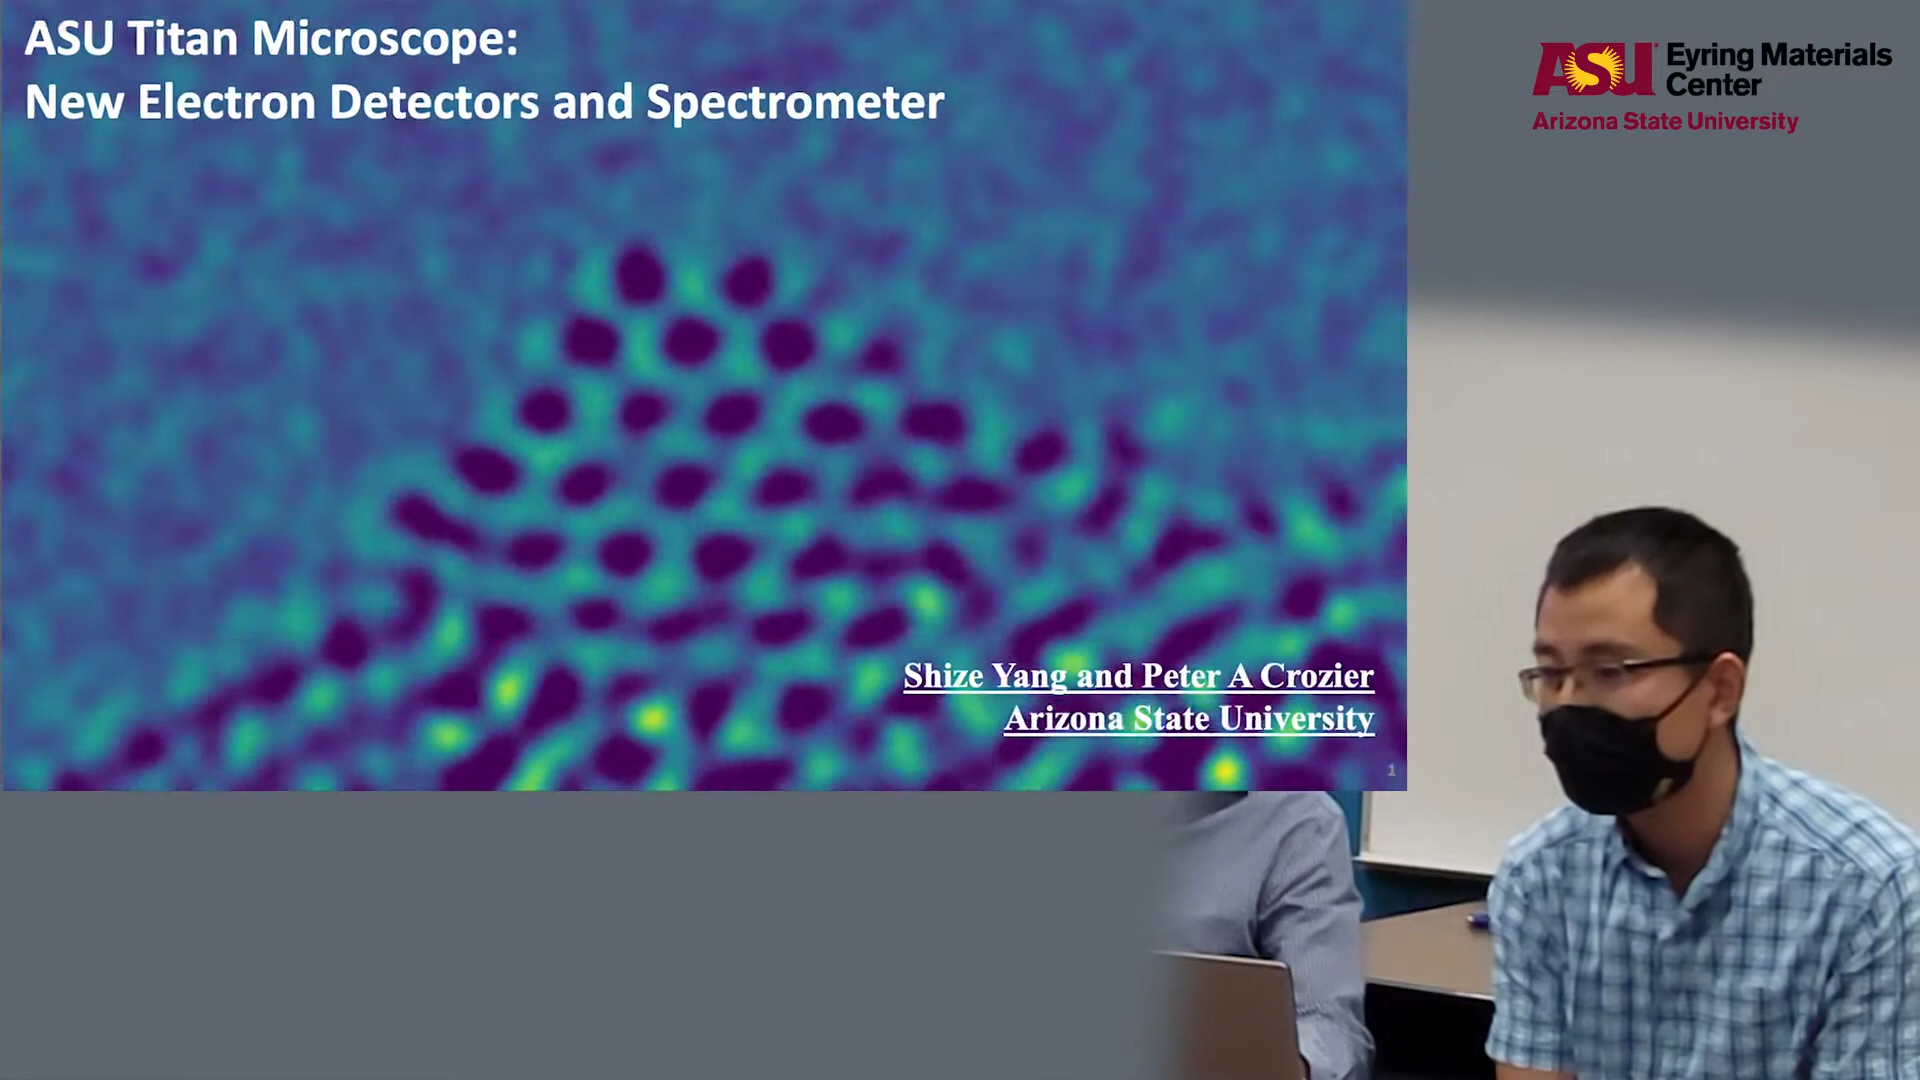 ASU Titan Microscope:
New Electron Detectors and Spectrometer
ASU Eyring Materials
Center
Arizona State University
Shize Yang and Peter A Crozier
Arizona State University
1